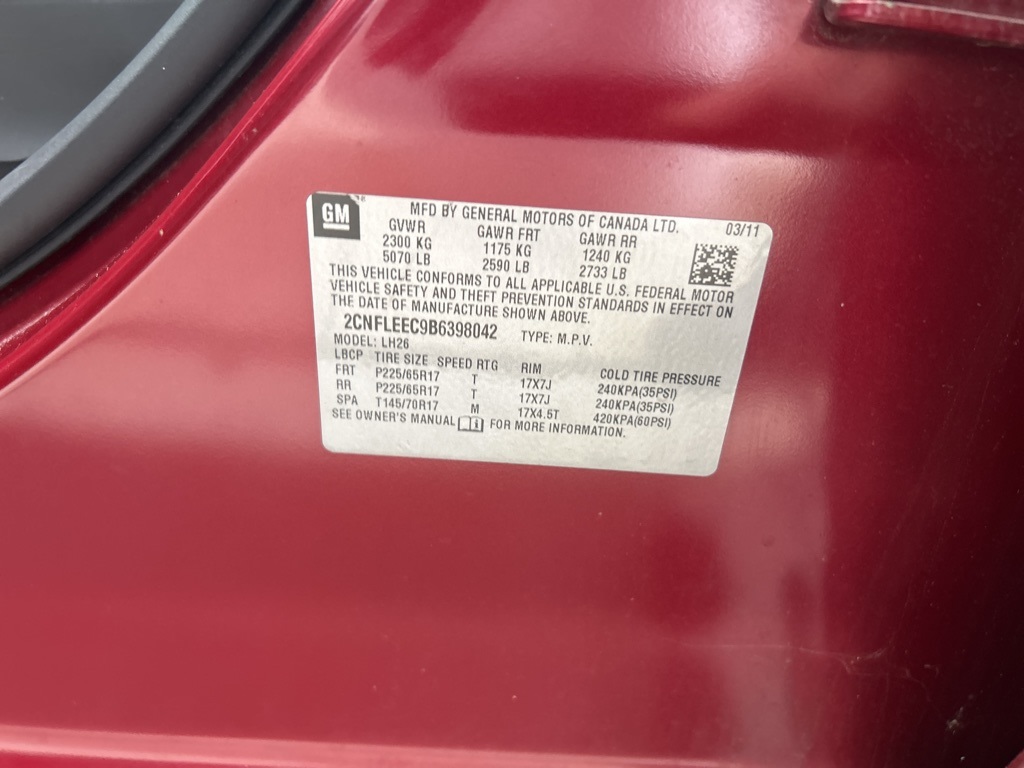 GM
MFD BY GENERAL MOTORS OF CANADA LTD. 03/11
GVWR GAWR FRT GAWR RR
2300 KG 1175 KG 1240 KG
5070 LB 2590 LB 2733 LB
THIS VEHICLE CONFORMS TO ALL APPLICABLE U.S. FEDERAL MOTOR
VEHICLE SAFETY AND THEFT PREVENTION STANDARDS IN EFFECT ON
THE DATE OF MANUFACTURE SHOWN ABOVE.
2CNFLEEC9B6398042 TYPE: M.P.V.
MODEL: LH26
LBCP TIRE SIZE SPEED RTG RIM COLD TIRE PRESSURE
FRT P225/65R17 T 17X7J 240KPA(35PSI)
RR P225/65R17 T 17X7J 240KPA(35PSI)
SPA T145/70R17 M 17X4.5T 420KPA(60PSI)
SEE OWNER'S MANUAL FOR MORE INFORMATION.